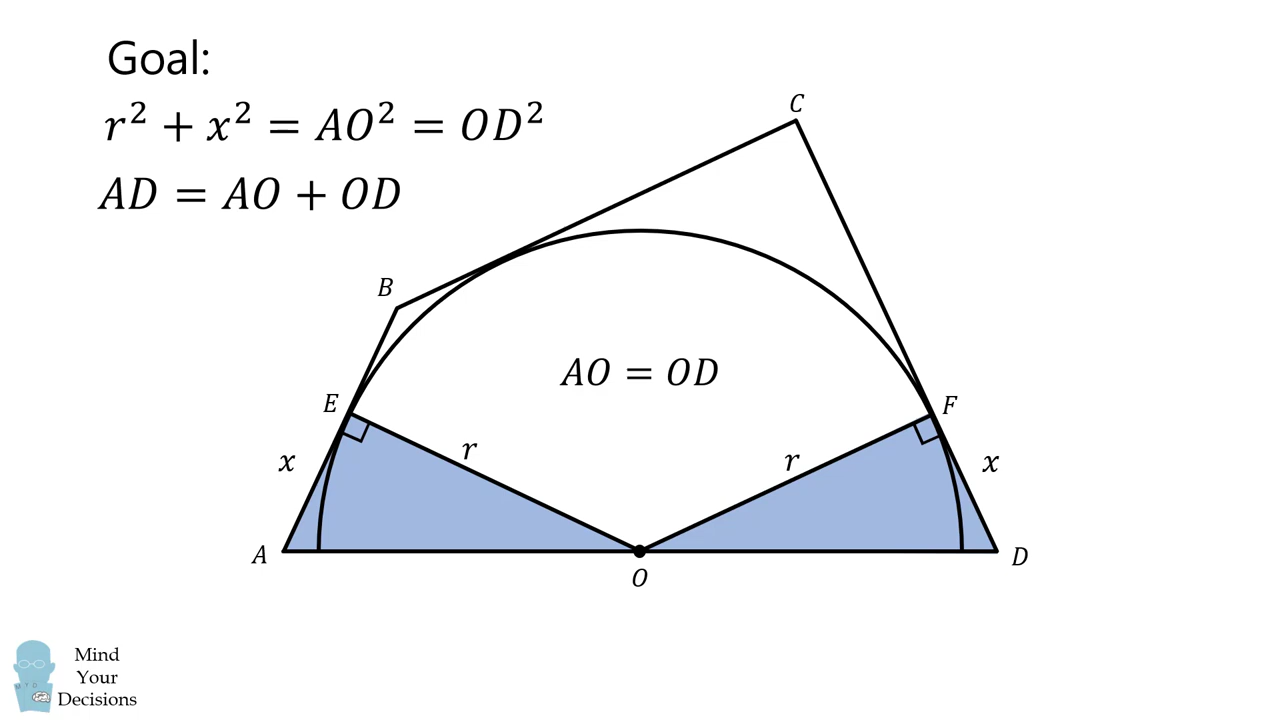 Goal:
r² + x² = AO² = OD²
AD = AO + OD
C
B
AO = OD
E
F
x
r
r
x
A
O
D
Mind
Your
Decisions
M Y D